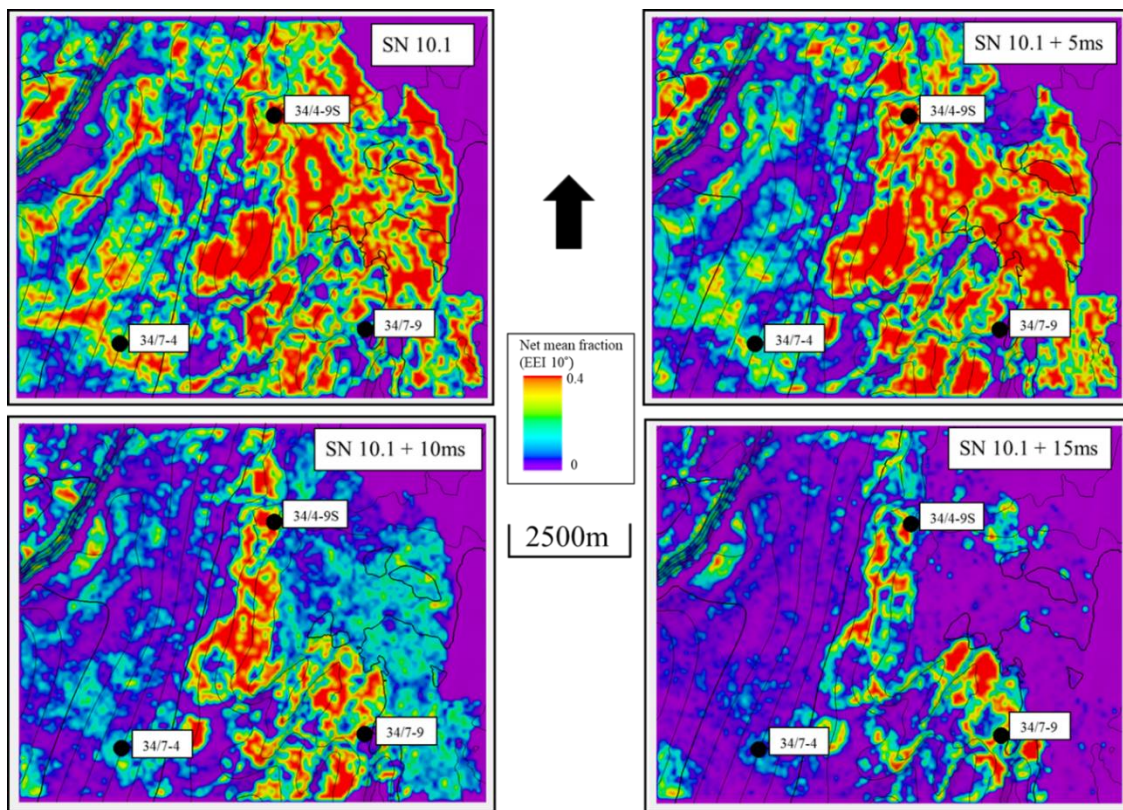 SN 10.1
34/4-9S
34/7-4
34/7-9
SN 10.1 + 5ms
34/4-9S
34/7-4
34/7-9
Net mean fraction
(EEI 10°)
0.4
0
2500m
SN 10.1 + 10ms
34/4-9S
34/7-4
34/7-9
SN 10.1 + 15ms
34/4-9S
34/7-4
34/7-9